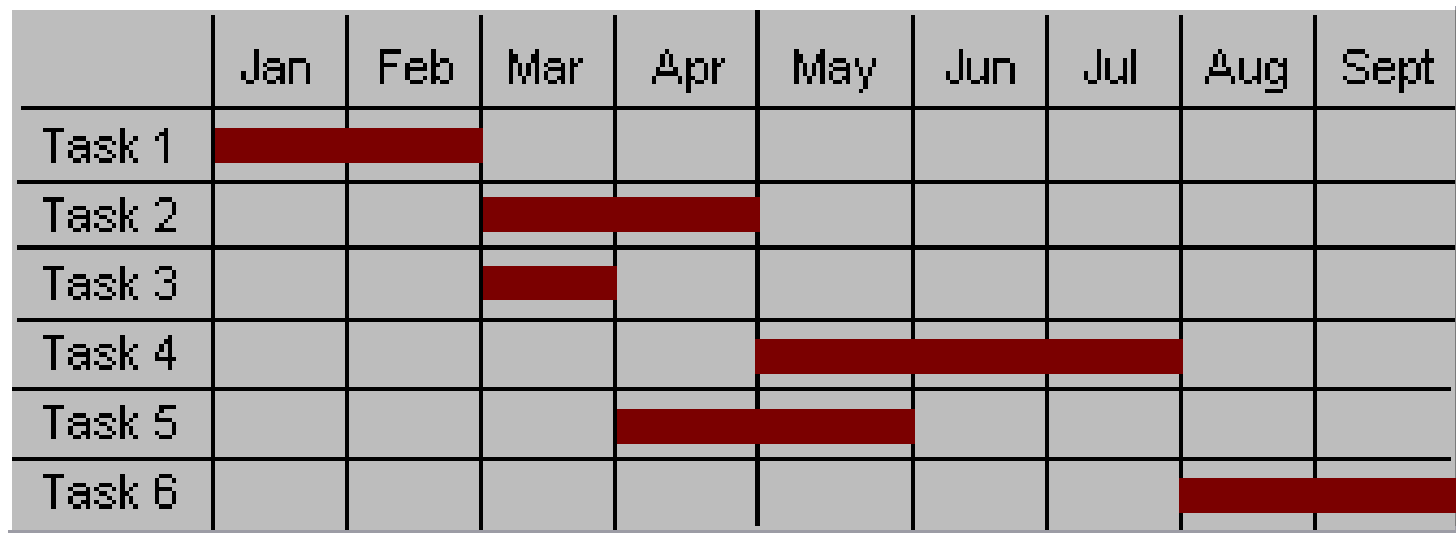 Jan Feb Mar Apr May Jun Jul Aug Sept
Task 1
Task 2
Task 3
Task 4
Task 5
Task 6